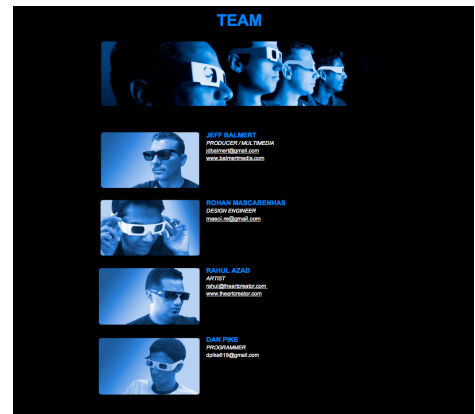 TEAM
JEFF BALMERT
PRODUCER / MULTIMEDIA
jdbalmert@gmail.com
www.balmertmedia.com
ROHAN MASCARENHAS
DESIGN ENGINEER
masci.re@gmail.com
RAHUL AZAD
ARTIST
rahul@theartcreator.com
www.theartcreator.com
DAN PIKE
PROGRAMMER
dpike619@gmail.com